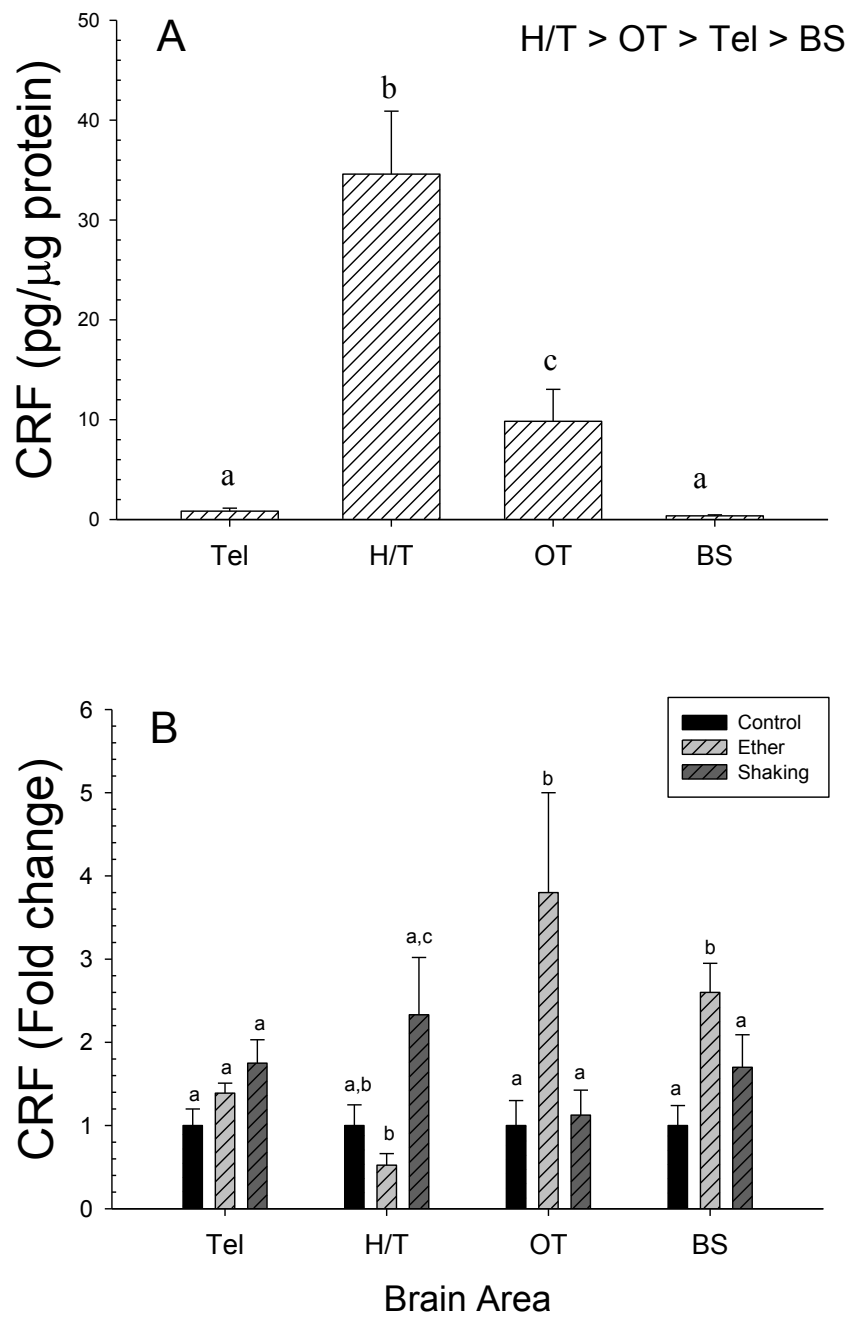 A
H/T > OT > Tel > BS
CRF (pg/μg protein)
50
40
30
20
10
0
a
b
c
a
Tel H/T OT BS
B
Control
Ether
Shaking
CRF (Fold change)
6
5
4
3
2
1
0
a a a
a,b b a,c
a b a
a b a
Tel H/T OT BS
Brain Area